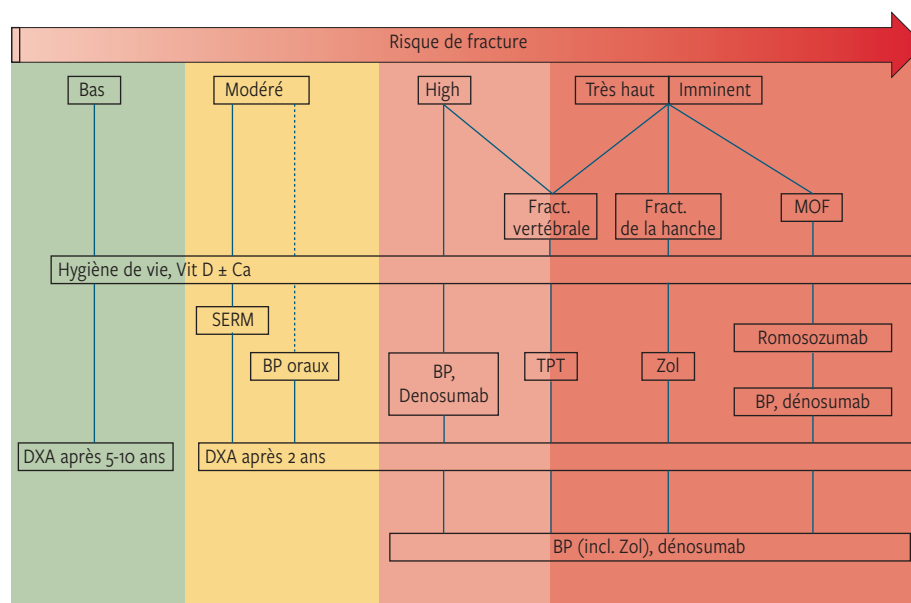 Risque de fracture
Bas
Modéré
High
Très haut
Imminent
Fract.
vertébrale
Fract.
de la hanche
MOF
Hygiène de vie, Vit D ± Ca
SERM
Romosozumab
BP oraux
BP,
Denosumab
TPT
Zol
BP, dénosumab
DXA après 5-10 ans
DXA après 2 ans
BP (incl. Zol), dénosumab